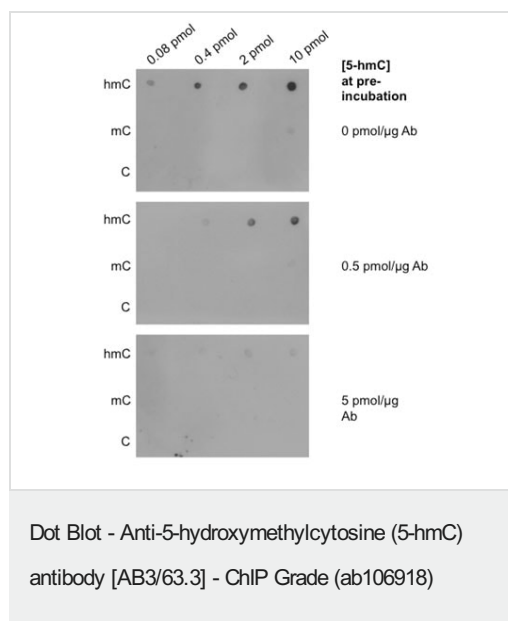 0.08 pmol
0.4 pmol
2 pmol
10 pmol
[5-hmC]
at pre-
incubation
hmC
mC
C
0 pmol/µg Ab
hmC
mC
C
0.5 pmol/µg Ab
hmC
mC
C
5 pmol/µg
Ab
Dot Blot - Anti-5-hydroxymethylcytosine (5-hmC)
antibody [AB3/63.3] - ChIP Grade (ab106918)